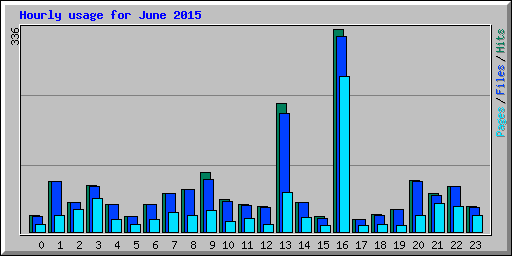 Hourly usage for June 2015
336
Pages/Files/Hits
0 1 2 3 4 5 6 7 8 9 10 11 12 13 14 15 16 17 18 19 20 21 22 23